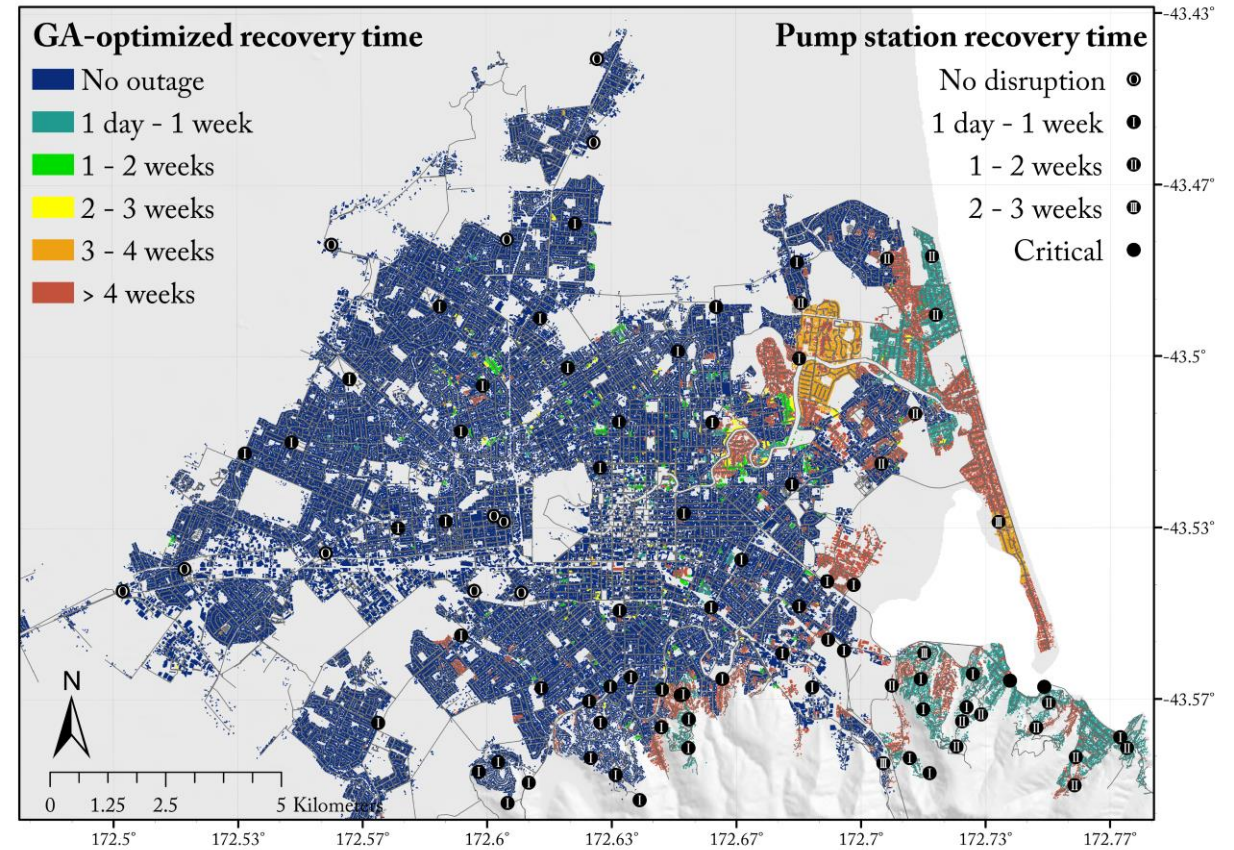 GA-optimized recovery time
No outage
1 day - 1 week
1 - 2 weeks
2 - 3 weeks
3 - 4 weeks
> 4 weeks
Pump station recovery time
No disruption
1 day - 1 week
1 - 2 weeks
2 - 3 weeks
Critical
-43.43°
-43.47°
-43.5°
-43.53°
-43.57°
N
0 1.25 2.5 5 Kilometers
172.5° 172.53° 172.57° 172.6° 172.63° 172.67° 172.7° 172.73° 172.77°